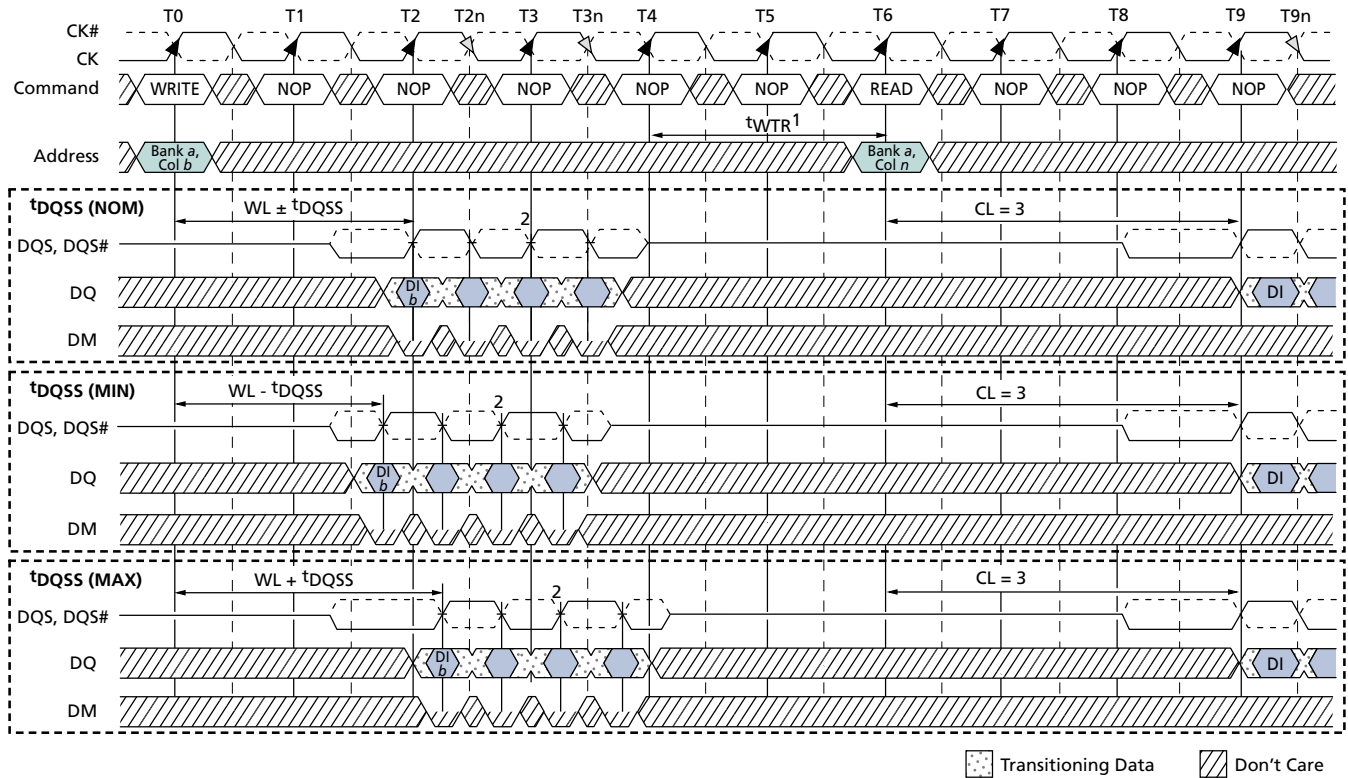 T0 T1 T2 T2n T3 T3n T4 T5 T6 T7 T8 T9 T9n
CK#
CK
Command WRITE NOP NOP NOP NOP NOP READ NOP NOP NOP
tWTR1
Address Bank a, Col b Bank a, Col n
tDQSS (NOM) WL ± tDQSS 2 CL = 3
DQS, DQS#
DQ DI b DI
DM
tDQSS (MIN) WL - tDQSS 2 CL = 3
DQS, DQS#
DQ DI b DI
DM
tDQSS (MAX) WL + tDQSS 2 CL = 3
DQS, DQS#
DQ DI b DI
DM
Transitioning Data Don't Care